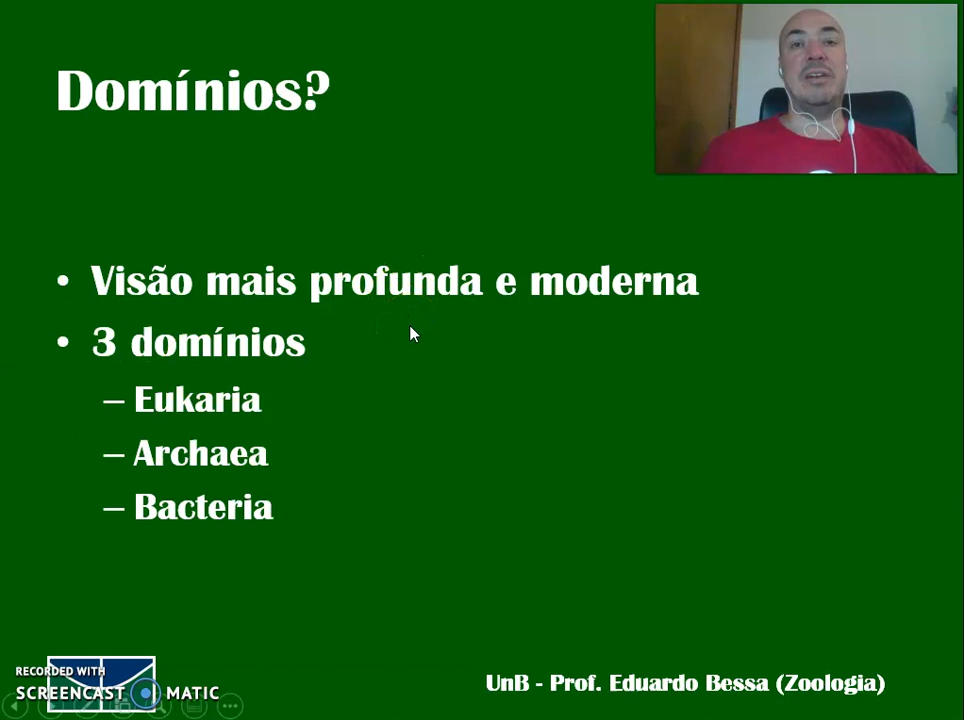 Domínios?
• Visão mais profunda e moderna
• 3 domínios
– Eukaria
– Archaea
– Bacteria
RECORDED WITH
SCREENCAST MATIC
UnB - Prof. Eduardo Bessa (Zoologia)